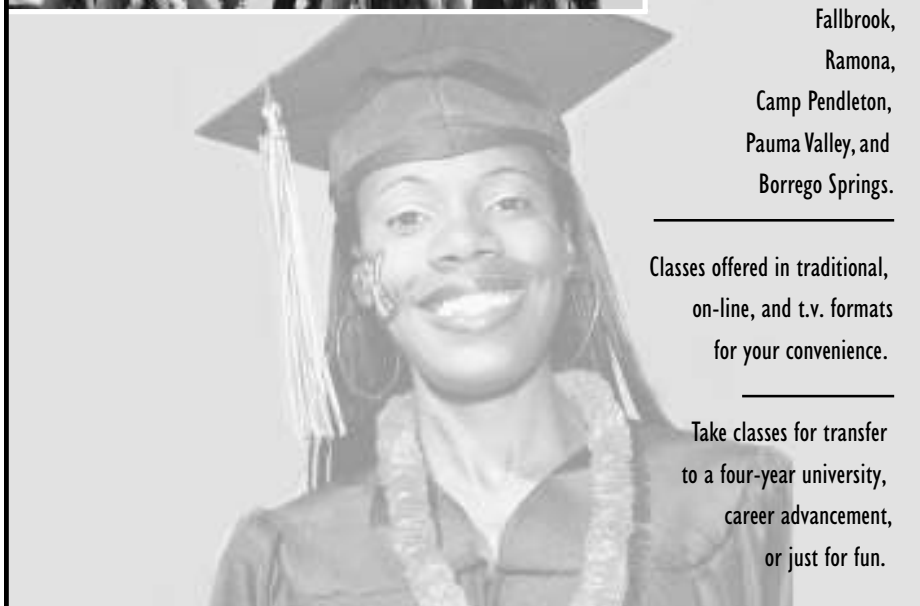 Fallbrook,
Ramona,
Camp Pendleton,
Pauma Valley, and
Borrego Springs.
Classes offered in traditional,
on-line, and t.v. formats
for your convenience.
Take classes for transfer
to a four-year university,
career advancement,
or just for fun.